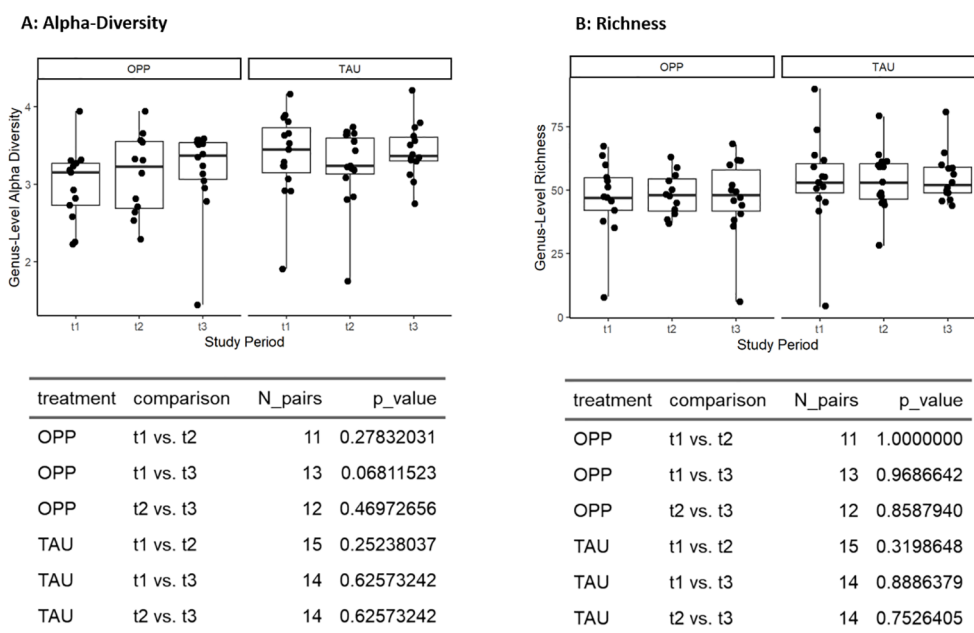 A: Alpha-Diversity
OPP TAU
4
3
2
Genus-Level Alpha Diversity
t1 t2 t3 t1 t2 t3
Study Period
treatment comparison N_pairs p_value
OPP t1 vs. t2 11 0.27832031
OPP t1 vs. t3 13 0.06811523
OPP t2 vs. t3 12 0.46972656
TAU t1 vs. t2 15 0.25238037
TAU t1 vs. t3 14 0.62573242
TAU t2 vs. t3 14 0.62573242
B: Richness
OPP TAU
75
50
25
0
Genus-Level Richness
t1 t2 t3 t1 t2 t3
Study Period
treatment comparison N_pairs p_value
OPP t1 vs. t2 11 1.0000000
OPP t1 vs. t3 13 0.9686642
OPP t2 vs. t3 12 0.8587940
TAU t1 vs. t2 15 0.3198648
TAU t1 vs. t3 14 0.8886379
TAU t2 vs. t3 14 0.7526405